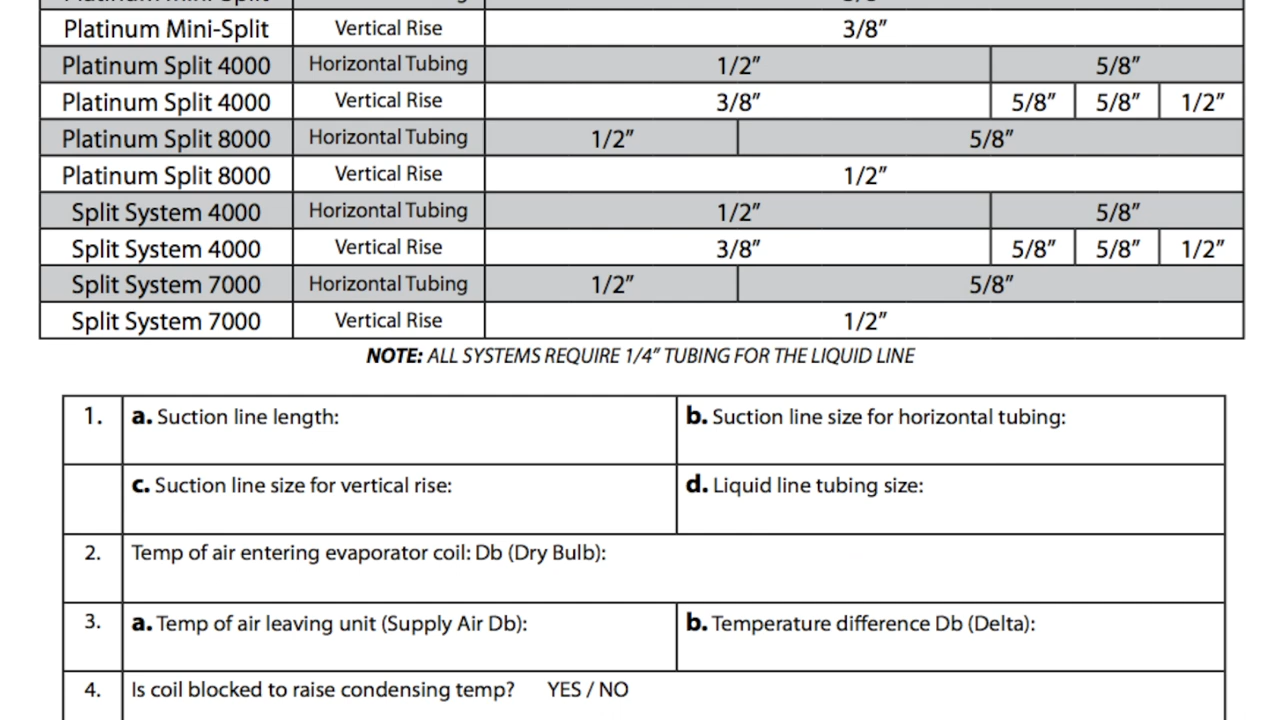 Platinum Mini-Split Vertical Rise 3/8”
Platinum Split 4000 Horizontal Tubing 1/2” 5/8”
Platinum Split 4000 Vertical Rise 3/8” 5/8” 5/8” 1/2”
Platinum Split 8000 Horizontal Tubing 1/2” 5/8”
Platinum Split 8000 Vertical Rise 1/2”
Split System 4000 Horizontal Tubing 1/2” 5/8”
Split System 4000 Vertical Rise 3/8” 5/8” 5/8” 1/2”
Split System 7000 Horizontal Tubing 1/2” 5/8”
Split System 7000 Vertical Rise 1/2”
NOTE: ALL SYSTEMS REQUIRE 1/4” TUBING FOR THE LIQUID LINE
1. a. Suction line length: b. Suction line size for horizontal tubing:
c. Suction line size for vertical rise: d. Liquid line tubing size:
2. Temp of air entering evaporator coil: Db (Dry Bulb):
3. a. Temp of air leaving unit (Supply Air Db): b. Temperature difference Db (Delta):
4. Is coil blocked to raise condensing temp? YES / NO